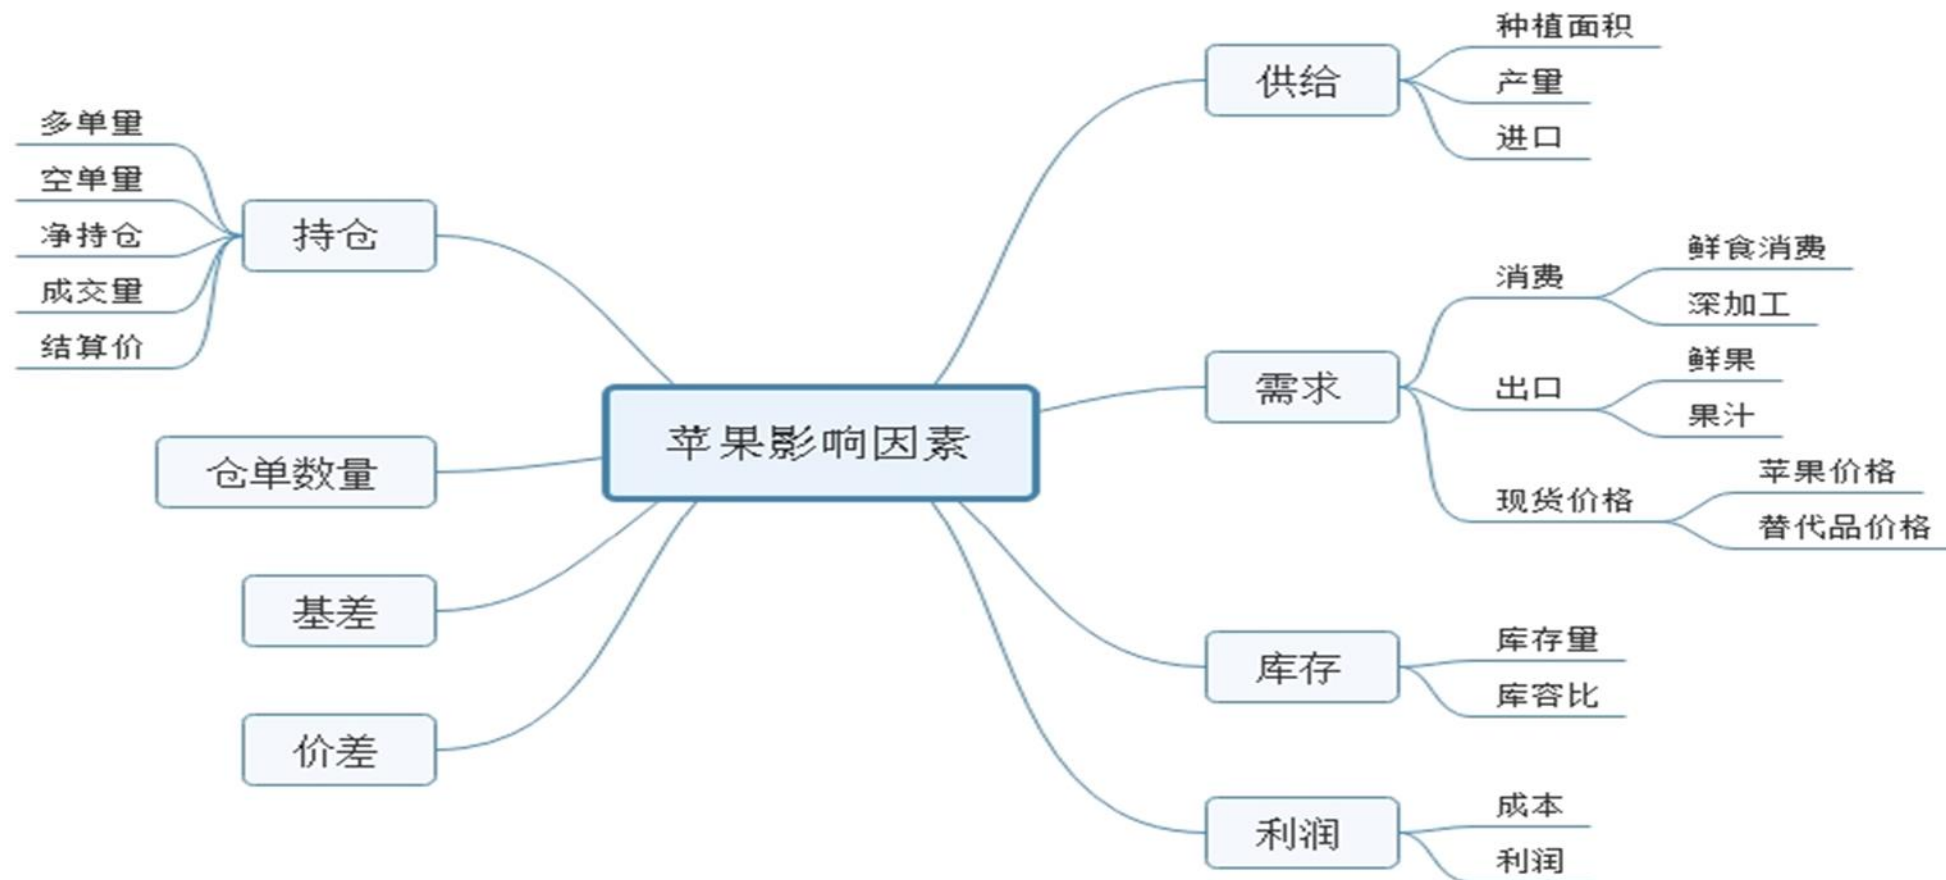 苹果影响因素
供给
种植面积
产量
进口
需求
消费
鲜食消费
深加工
出口
鲜果
果汁
现货价格
苹果价格
替代品价格
库存
库存量
库容比
利润
成本
利润
持仓
多单量
空单量
净持仓
成交量
结算价
仓单数量
基差
价差